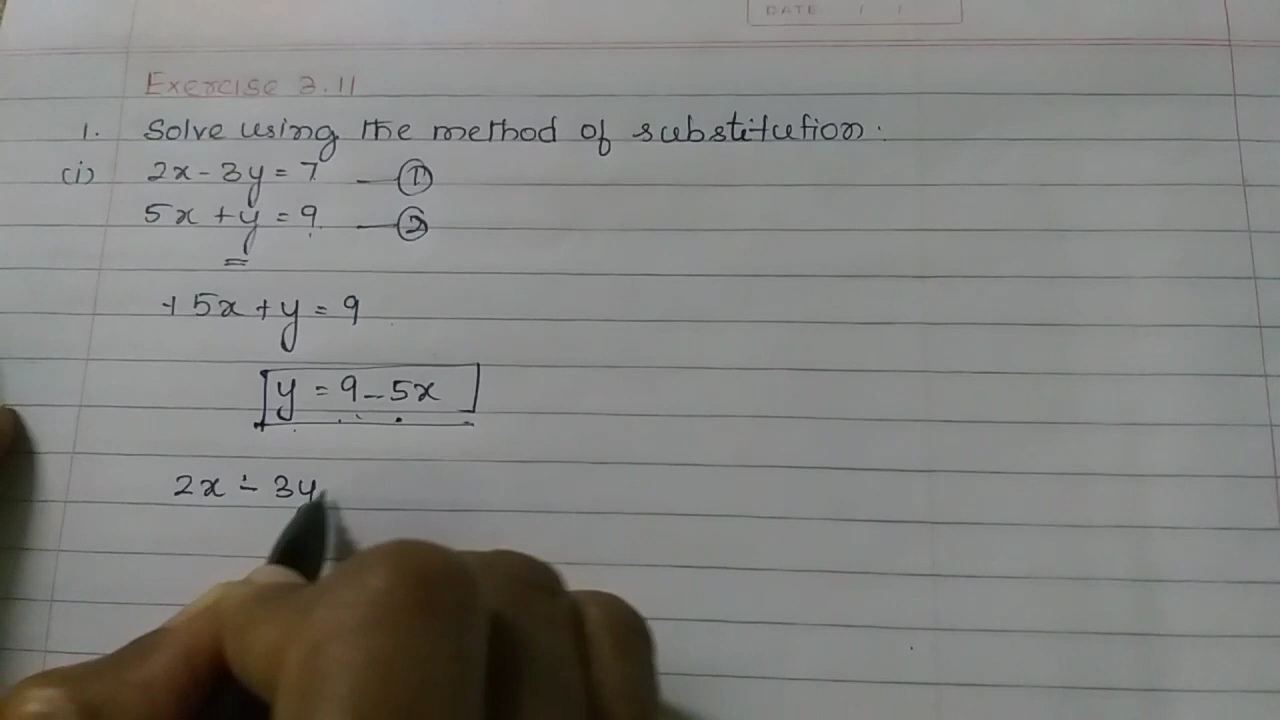 DATE / /
Exercise 3.11
1. Solve using the method of substitution.
(i) 2x - 3y = 7 — ①
5x + y = 9 — ②
+ 5x + y = 9
y = 9 - 5x
2x - 3y